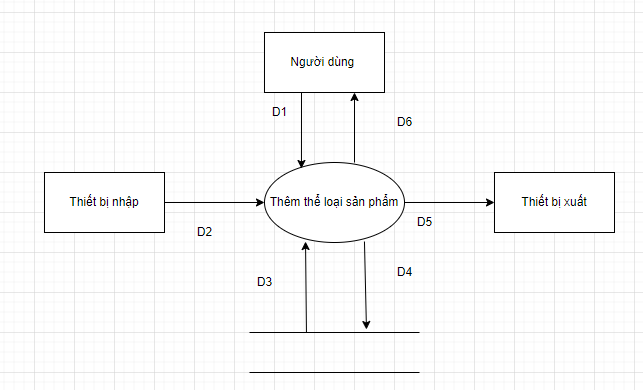 Người dùng
D1
D6
Thiết bị nhập
Thêm thể loại sản phẩm
Thiết bị xuất
D2
D5
D3
D4